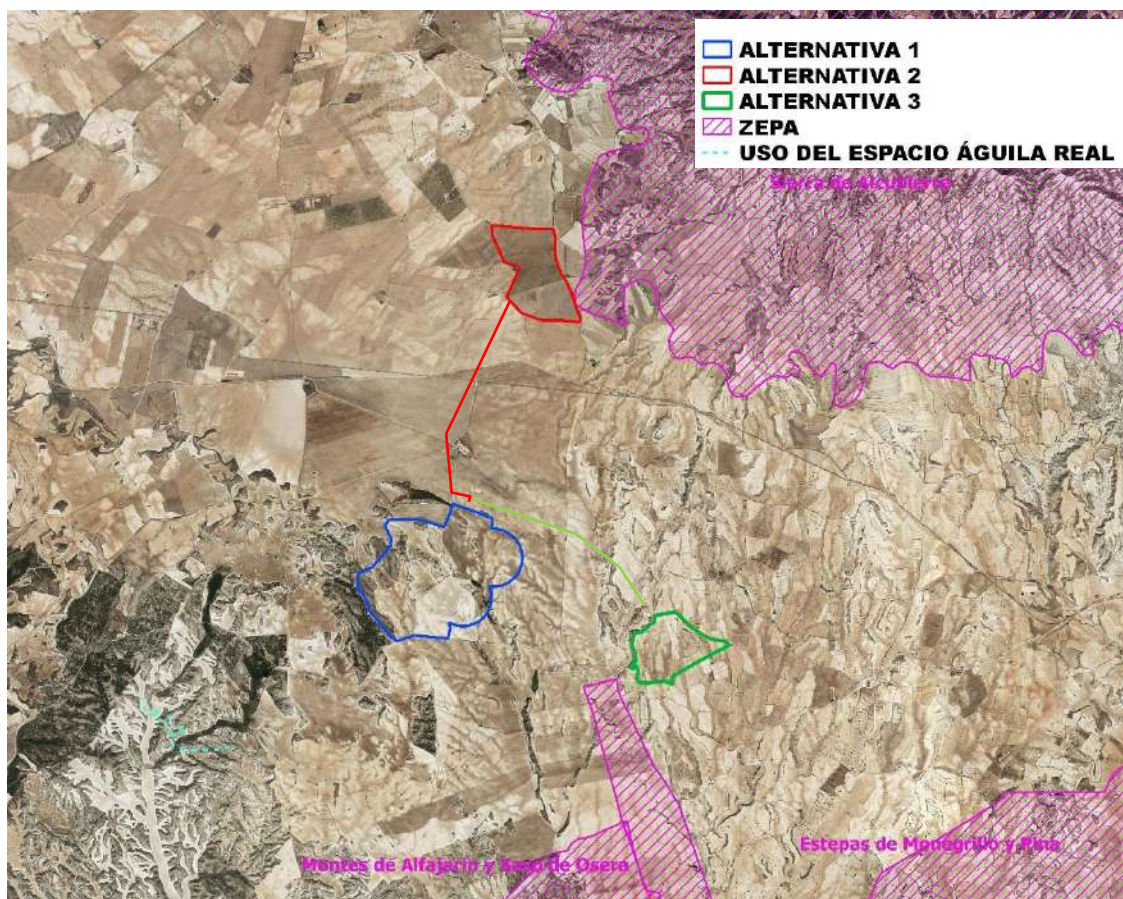 ALTERNATIVA 1
ALTERNATIVA 2
ALTERNATIVA 3
ZEPA
USO DEL ESPACIO ÁGUILA REAL
Sierra de Alcubierre
Estepas de Monegrillo y Pina
Montes de Alfajarín y Saso de Osera